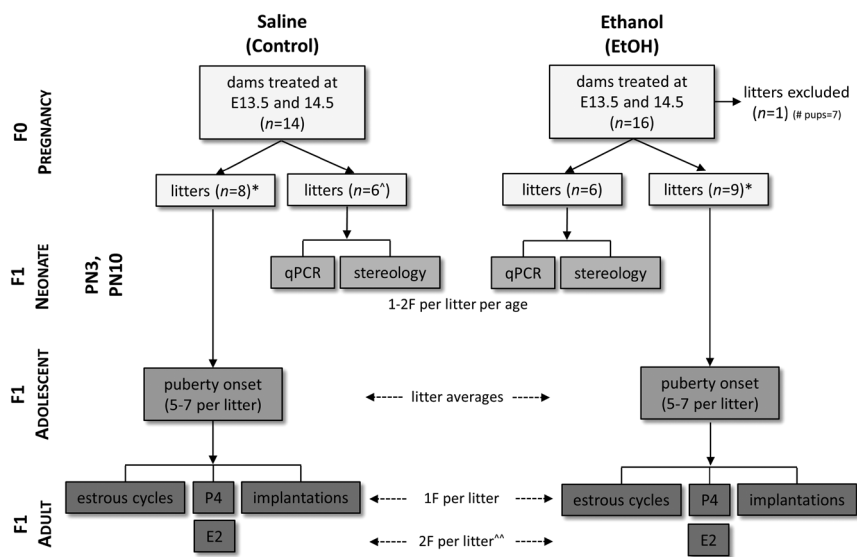 Saline
(Control)
Ethanol
(EtOH)
F0
PREGNANCY
dams treated at
E13.5 and 14.5
(n=14)
dams treated at
E13.5 and 14.5
(n=16)
litters excluded
(n=1) (# pups=7)
litters (n=8)*
litters (n=6^)
litters (n=6)
litters (n=9)*
F1
NEONATE
PN3,
PN10
qPCR
stereology
qPCR
stereology
1-2F per litter per age
F1
ADOLESCENT
puberty onset
(5-7 per litter)
litter averages
puberty onset
(5-7 per litter)
F1
ADULT
estrous cycles
P4
implantations
1F per litter
estrous cycles
P4
implantations
E2
2F per litter^^
E2